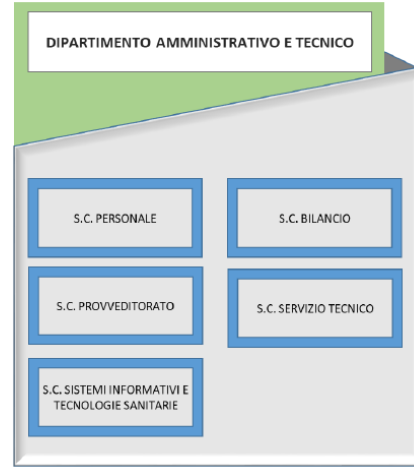 DIPARTIMENTO AMMINISTRATIVO E TECNICO
S.C. PERSONALE
S.C. BILANCIO
S.C. PROVVEDITORATO
S.C. SERVIZIO TECNICO
S.C. SISTEMI INFORMATIVI E
TECNOLOGIE SANITARIE